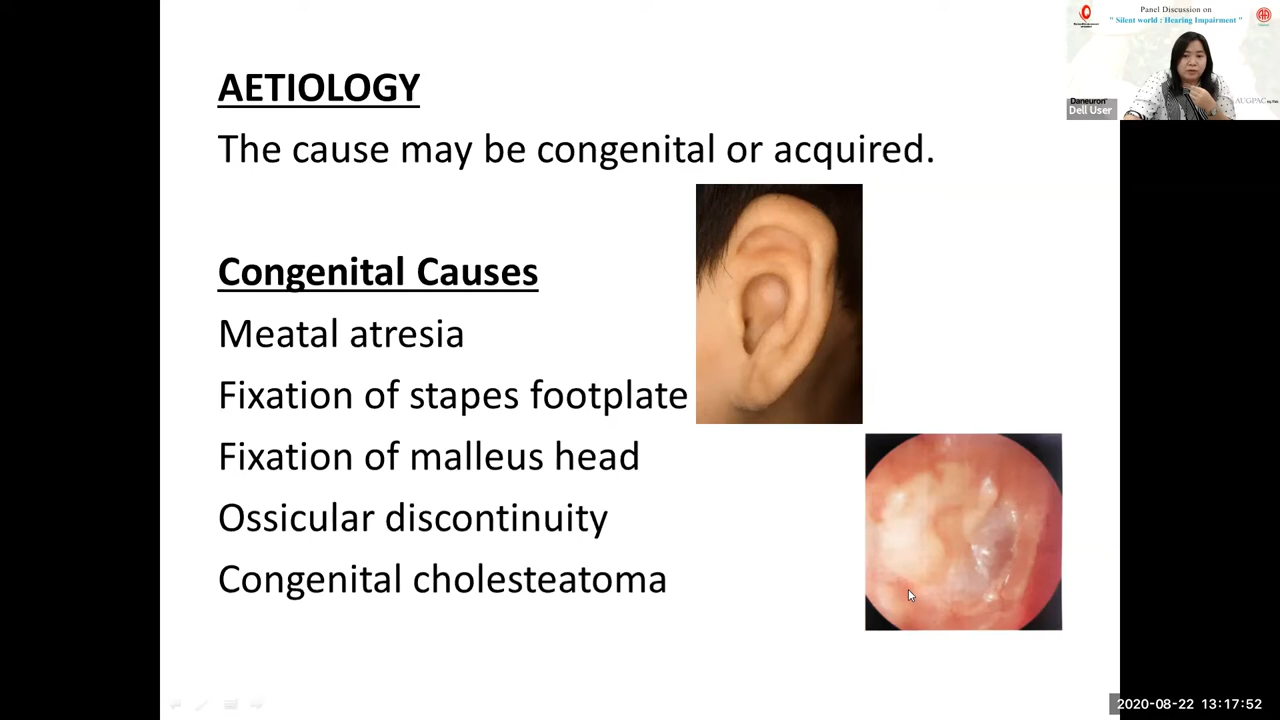 AETIOLOGY
The cause may be congenital or acquired.
Congenital Causes
Meatal atresia
Fixation of stapes footplate
Fixation of malleus head
Ossicular discontinuity
Congenital cholesteatoma
Panel Discussion on
" Silent world : Hearing Impairment "
Daneuron
AUGPAC
Dell User
2020-08-22 13:17:52